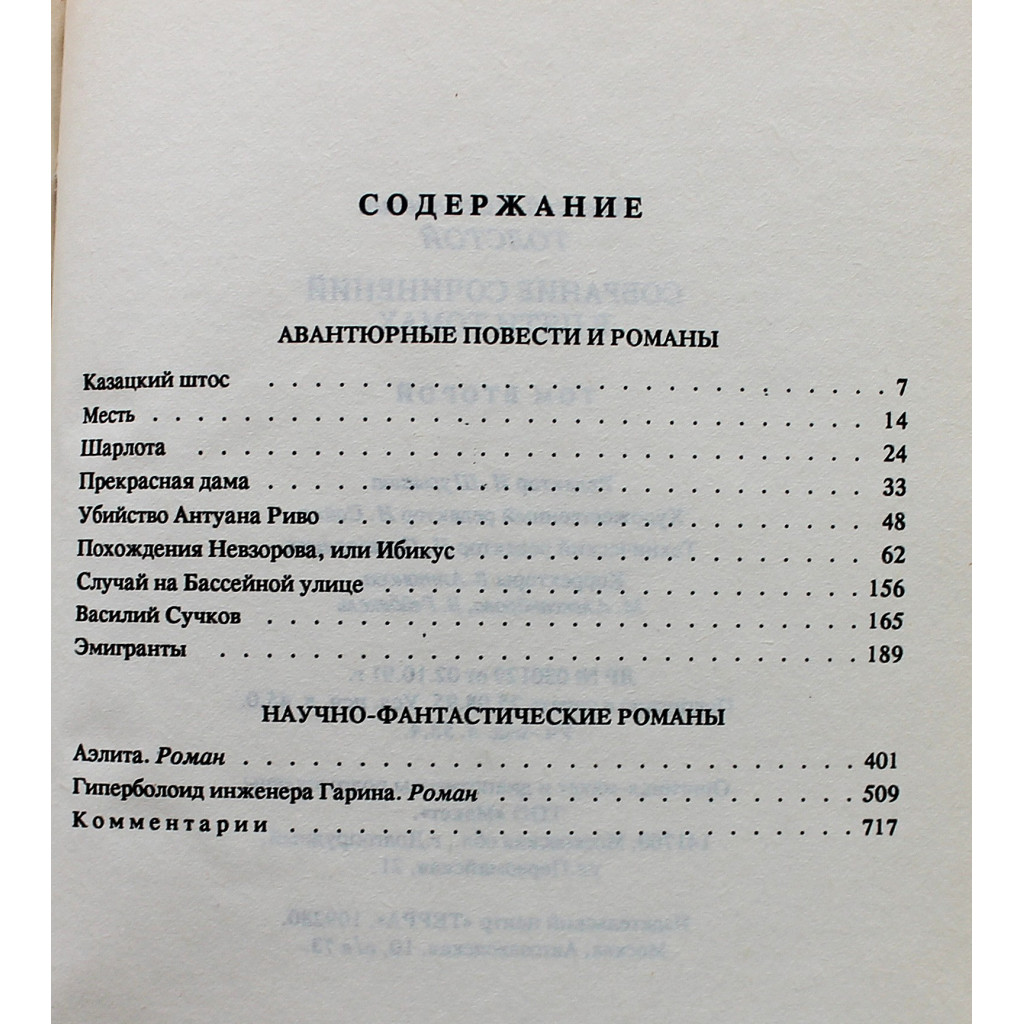 СОДЕРЖАНИЕ
АВАНТЮРНЫЕ ПОВЕСТИ И РОМАНЫ
Казацкий штос . . . . . . . . . . . . . . . . . . . . 7
Месть . . . . . . . . . . . . . . . . . . . . 14
Шарлота . . . . . . . . . . . . . . . . . . . . 24
Прекрасная дама . . . . . . . . . . . . . . . . . . . . 33
Убийство Антуана Риво . . . . . . . . . . . . . . . . . . . . 48
Похождения Невзорова, или Ибикус . . . . . . . . . . . . . . . 62
Случай на Бассейной улице . . . . . . . . . . . . . . . . . 156
Василий Сучков . . . . . . . . . . . . . . . . . . . . 165
Эмигранты . . . . . . . . . . . . . . . . . . . . 189
НАУЧНО-ФАНТАСТИЧЕСКИЕ РОМАНЫ
Аэлита. Роман . . . . . . . . . . . . . . . . . . . . 401
Гиперболоид инженера Гарина. Роман . . . . . . . . . . . . . 509
Комментарии . . . . . . . . . . . . . . . . . . . . 717